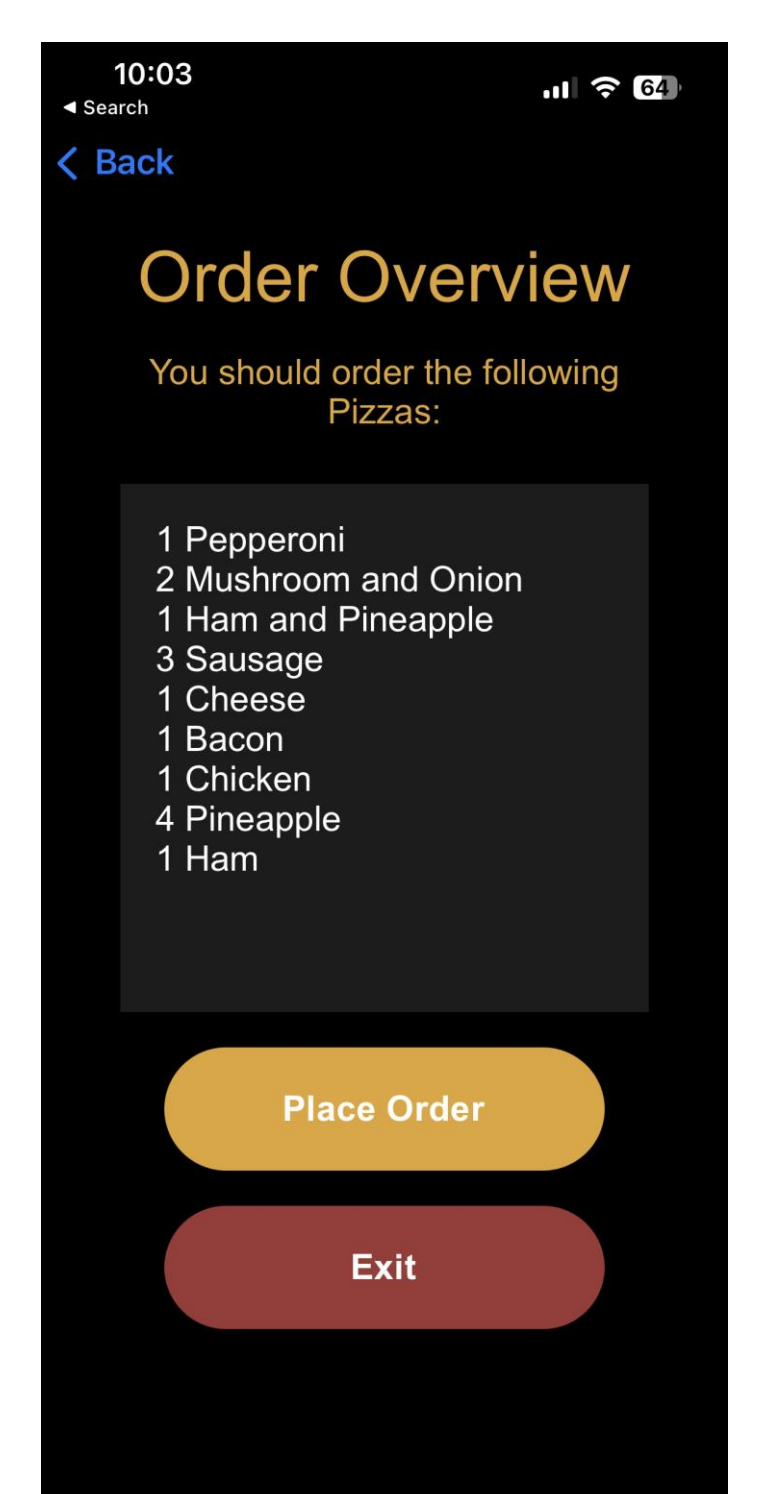 10:03
64
◀ Search
Back
Order Overview
You should order the following
Pizzas:
1 Pepperoni
2 Mushroom and Onion
1 Ham and Pineapple
3 Sausage
1 Cheese
1 Bacon
1 Chicken
4 Pineapple
1 Ham
Place Order
Exit